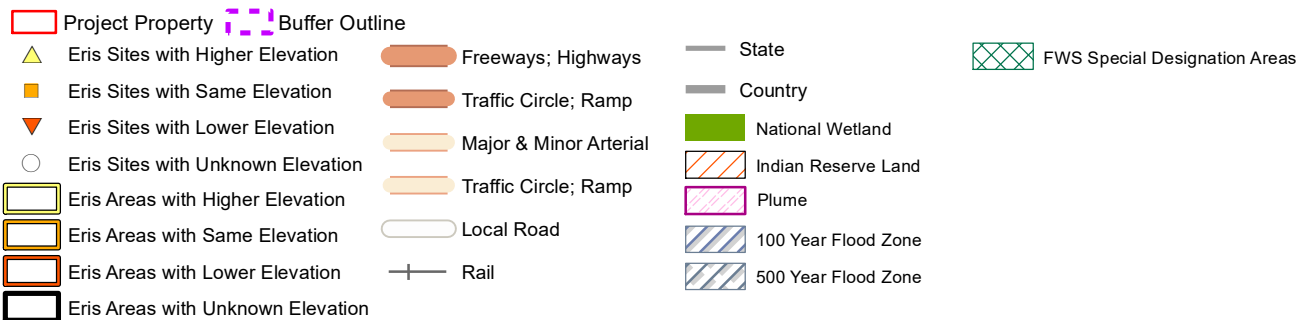 Project Property
Buffer Outline
Eris Sites with Higher Elevation
Eris Sites with Same Elevation
Eris Sites with Lower Elevation
Eris Sites with Unknown Elevation
Eris Areas with Higher Elevation
Eris Areas with Same Elevation
Eris Areas with Lower Elevation
Eris Areas with Unknown Elevation
Freeways; Highways
Traffic Circle; Ramp
Major & Minor Arterial
Traffic Circle; Ramp
Local Road
Rail
State
Country
National Wetland
Indian Reserve Land
Plume
100 Year Flood Zone
500 Year Flood Zone
FWS Special Designation Areas